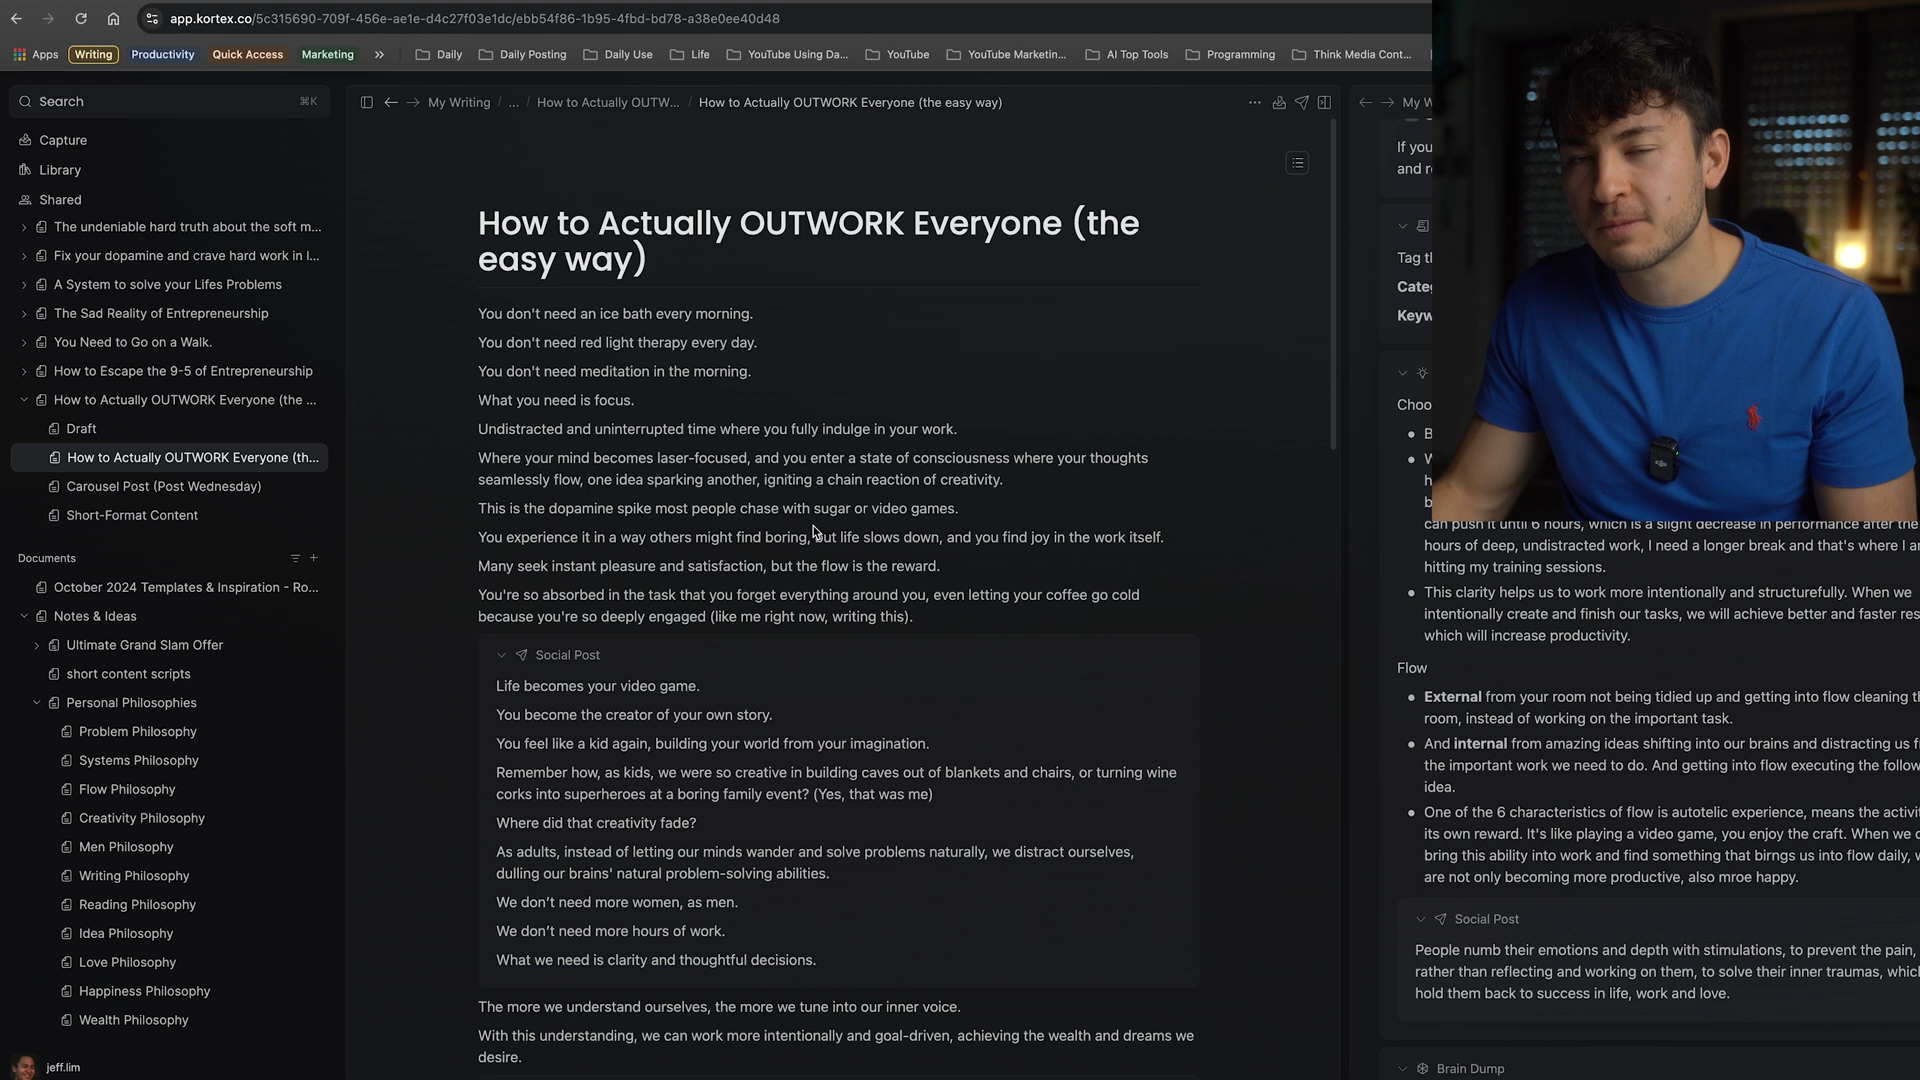 app.kortex.co/5c315690-709f-456e-ae1e-d4c27f03e1dc/ebb54f86-1b95-4fbd-bd78-a38e0ee40d48
Apps Writing Productivity Quick Access Marketing » Daily Daily Posting Daily Use Life YouTube Using Da... YouTube YouTube Marketin... AI Top Tools Programming Think Media Cont...
Search ⌘K
Capture
Library
Shared
The undeniable hard truth about the soft m...
Fix your dopamine and crave hard work in l...
A System to solve your Lifes Problems
The Sad Reality of Entrepreneurship
You Need to Go on a Walk.
How to Escape the 9-5 of Entrepreneurship
How to Actually OUTWORK Everyone (the ...
Draft
How to Actually OUTWORK Everyone (th...
Carousel Post (Post Wednesday)
Short-Format Content
Documents
October 2024 Templates & Inspiration - Ro...
Notes & Ideas
Ultimate Grand Slam Offer
short content scripts
Personal Philosophies
Problem Philosophy
Systems Philosophy
Flow Philosophy
Creativity Philosophy
Men Philosophy
Writing Philosophy
Reading Philosophy
Idea Philosophy
Love Philosophy
Happiness Philosophy
Wealth Philosophy
jeff.lim
My Writing / ... / How to Actually OUTW... / How to Actually OUTWORK Everyone (the easy way)
How to Actually OUTWORK Everyone (the
easy way)
You don't need an ice bath every morning.
You don't need red light therapy every day.
You don't need meditation in the morning.
What you need is focus.
Undistracted and uninterrupted time where you fully indulge in your work.
Where your mind becomes laser-focused, and you enter a state of consciousness where your thoughts
seamlessly flow, one idea sparking another, igniting a chain reaction of creativity.
This is the dopamine spike most people chase with sugar or video games.
You experience it in a way others might find boring, but life slows down, and you find joy in the work itself.
Many seek instant pleasure and satisfaction, but the flow is the reward.
You're so absorbed in the task that you forget everything around you, even letting your coffee go cold
because you're so deeply engaged (like me right now, writing this).
Social Post
Life becomes your video game.
You become the creator of your own story.
You feel like a kid again, building your world from your imagination.
Remember how, as kids, we were so creative in building caves out of blankets and chairs, or turning wine
corks into superheroes at a boring family event? (Yes, that was me)
Where did that creativity fade?
As adults, instead of letting our minds wander and solve problems naturally, we distract ourselves,
dulling our brains' natural problem-solving abilities.
We don't need more women, as men.
We don't need more hours of work.
What we need is clarity and thoughtful decisions.
The more we understand ourselves, the more we tune into our inner voice.
With this understanding, we can work more intentionally and goal-driven, achieving the wealth and dreams we
desire.
My
If you
and
Tag
can push it until 6 hours, which is a slight decrease in performance after the
hours of deep, undistracted work, I need a longer break and that's where I
hitting my training sessions.
This clarity helps us to work more intentionally and structurefully. When we
intentionally create and finish our tasks, we will achieve better and faster
which will increase productivity.
Flow
External from your room not being tidied up and getting into flow cleaning
room, instead of working on the important task.
And internal from amazing ideas shifting into our brains and distracting us
the important work we need to do. And getting into flow executing the
idea.
One of the 6 characteristics of flow is autotelic experience, means the
its own reward. It's like playing a video game, you enjoy the craft. When we
bring this ability into work and find something that birngs us into flow daily,
are not only becoming more productive, also mroe happy.
Social Post
People numb their emotions and depth with stimulations, to prevent the pain,
rather than reflecting and working on them, to solve their inner traumas,
hold them back to success in life, work and love.
Brain Dump